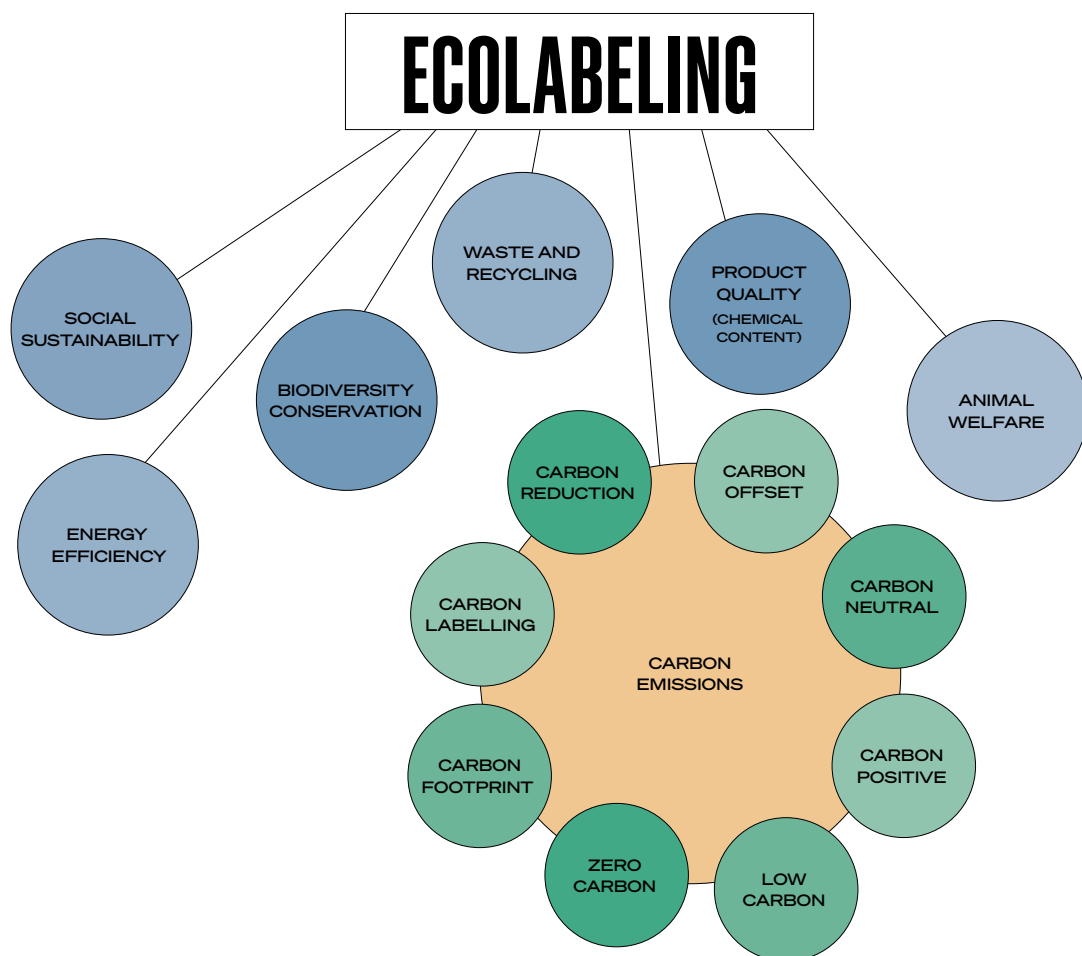 ECOLABELING
WASTE AND
RECYCLING
PRODUCT
QUALITY
(CHEMICAL
CONTENT)
SOCIAL
SUSTAINABILITY
BIODIVERSITY
CONSERVATION
ANIMAL
WELFARE
ENERGY
EFFICIENCY
CARBON
REDUCTION
CARBON
OFFSET
CARBON
NEUTRAL
CARBON
LABELLING
CARBON
EMISSIONS
CARBON
POSITIVE
CARBON
FOOTPRINT
ZERO
CARBON
LOW
CARBON